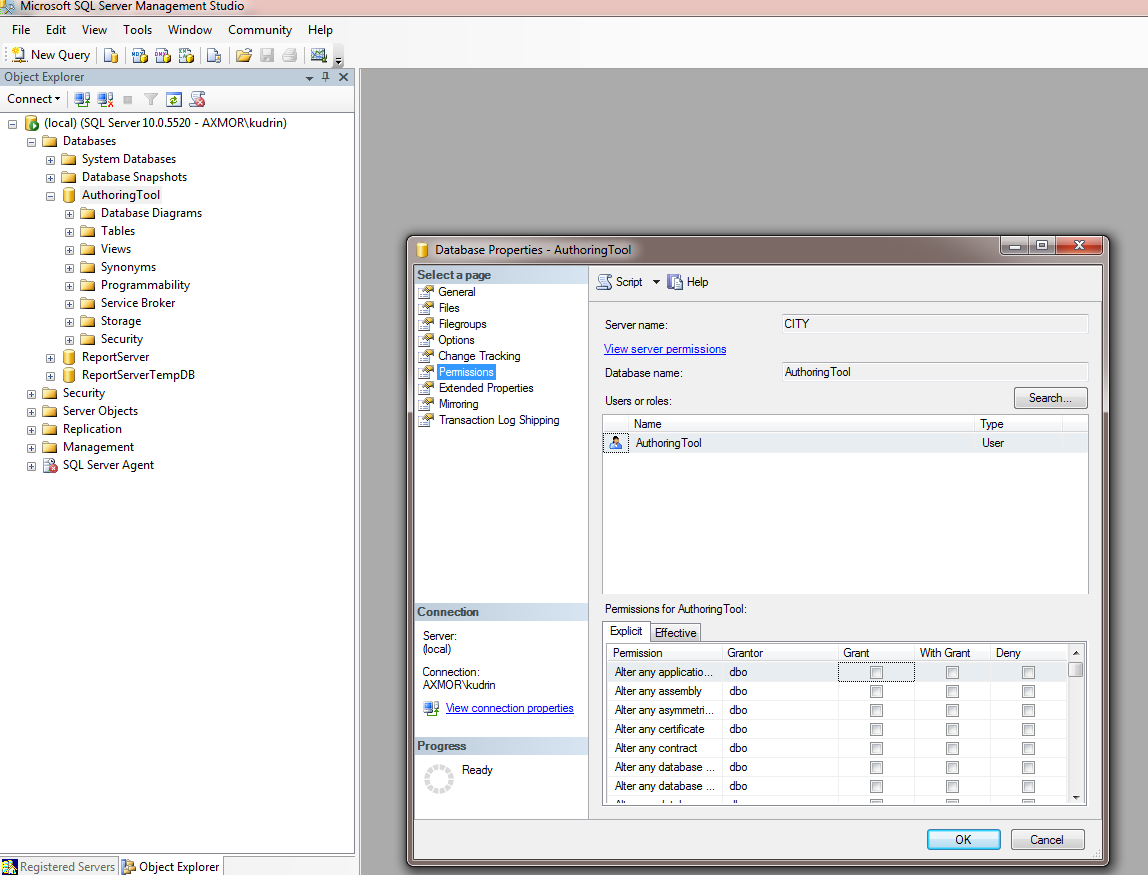 Microsoft SQL Server Management Studio
File Edit View Tools Window Community Help
New Query
Object Explorer
Connect
(local) (SQL Server 10.0.5520 - AXMOR\kudrin)
Databases
System Databases
Database Snapshots
AuthoringTool
Database Diagrams
Tables
Views
Synonyms
Programmability
Service Broker
Storage
Security
ReportServer
ReportServerTempDB
Security
Server Objects
Replication
Management
SQL Server Agent
Registered Servers
Object Explorer
Database Properties - AuthoringTool
Select a page
General
Files
Filegroups
Options
Change Tracking
Permissions
Extended Properties
Mirroring
Transaction Log Shipping
Connection
Server:
(local)
Connection:
AXMOR\kudrin
View connection properties
Progress
Ready
Script Help
Server name: CITY
View server permissions
Database name: AuthoringTool
Users or roles: Search...
Name Type
AuthoringTool User
Permissions for AuthoringTool:
Explicit Effective
Permission Grantor Grant With Grant Deny
Alter any applicatio... dbo
Alter any assembly dbo
Alter any asymmetri... dbo
Alter any certificate dbo
Alter any contract dbo
Alter any database ... dbo
Alter any database ... dbo
OK Cancel